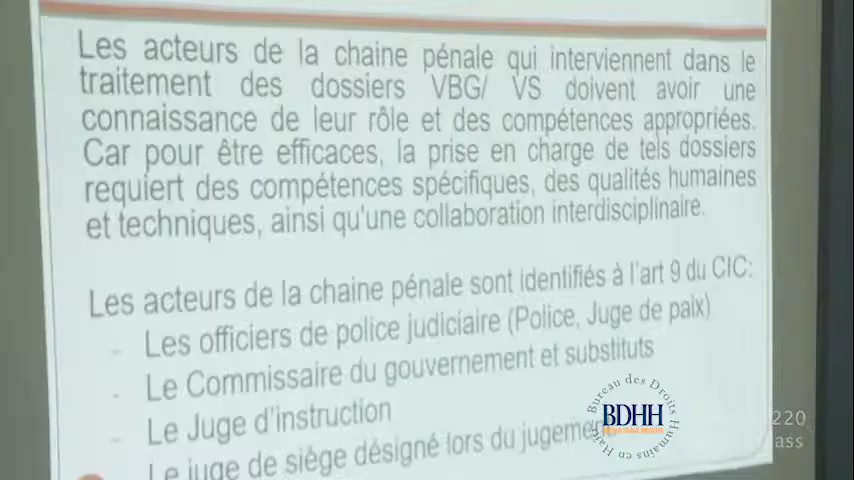 Les acteurs de la chaine pénale qui interviennent dans le
traitement des dossiers VBG/ VS doivent avoir une
connaissance de leur rôle et des compétences appropriées.
Car pour être efficaces, la prise en charge de tels dossiers
requiert des compétences spécifiques, des qualités humaines
et techniques, ainsi qu'une collaboration interdisciplinaire.
Les acteurs de la chaine pénale sont identifiés à l'art 9 du CIC:
- Les officiers de police judiciaire (Police, Juge de paix)
- Le Commissaire du gouvernement et substituts
- Le Juge d'instruction
Le juge de siège désigné lors du
Bureau des Droits Humains en Haïti
BDHH
220
ass